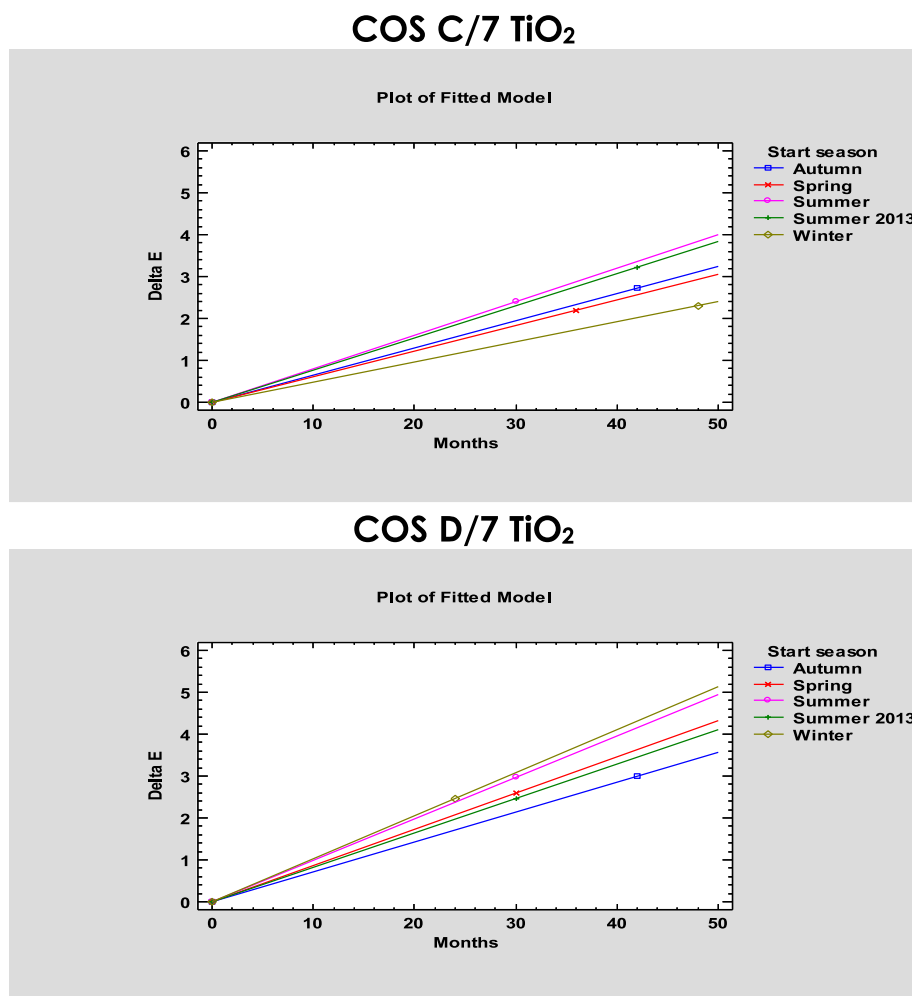 COS C/7 TiO₂
Plot of Fitted Model
6
5
4
3
2
1
0
Delta E
0 10 20 30 40 50
Months
Start season
Autumn
Spring
Summer
Summer 2013
Winter
COS D/7 TiO₂
Plot of Fitted Model
6
5
4
3
2
1
0
Delta E
0 10 20 30 40 50
Months
Start season
Autumn
Spring
Summer
Summer 2013
Winter